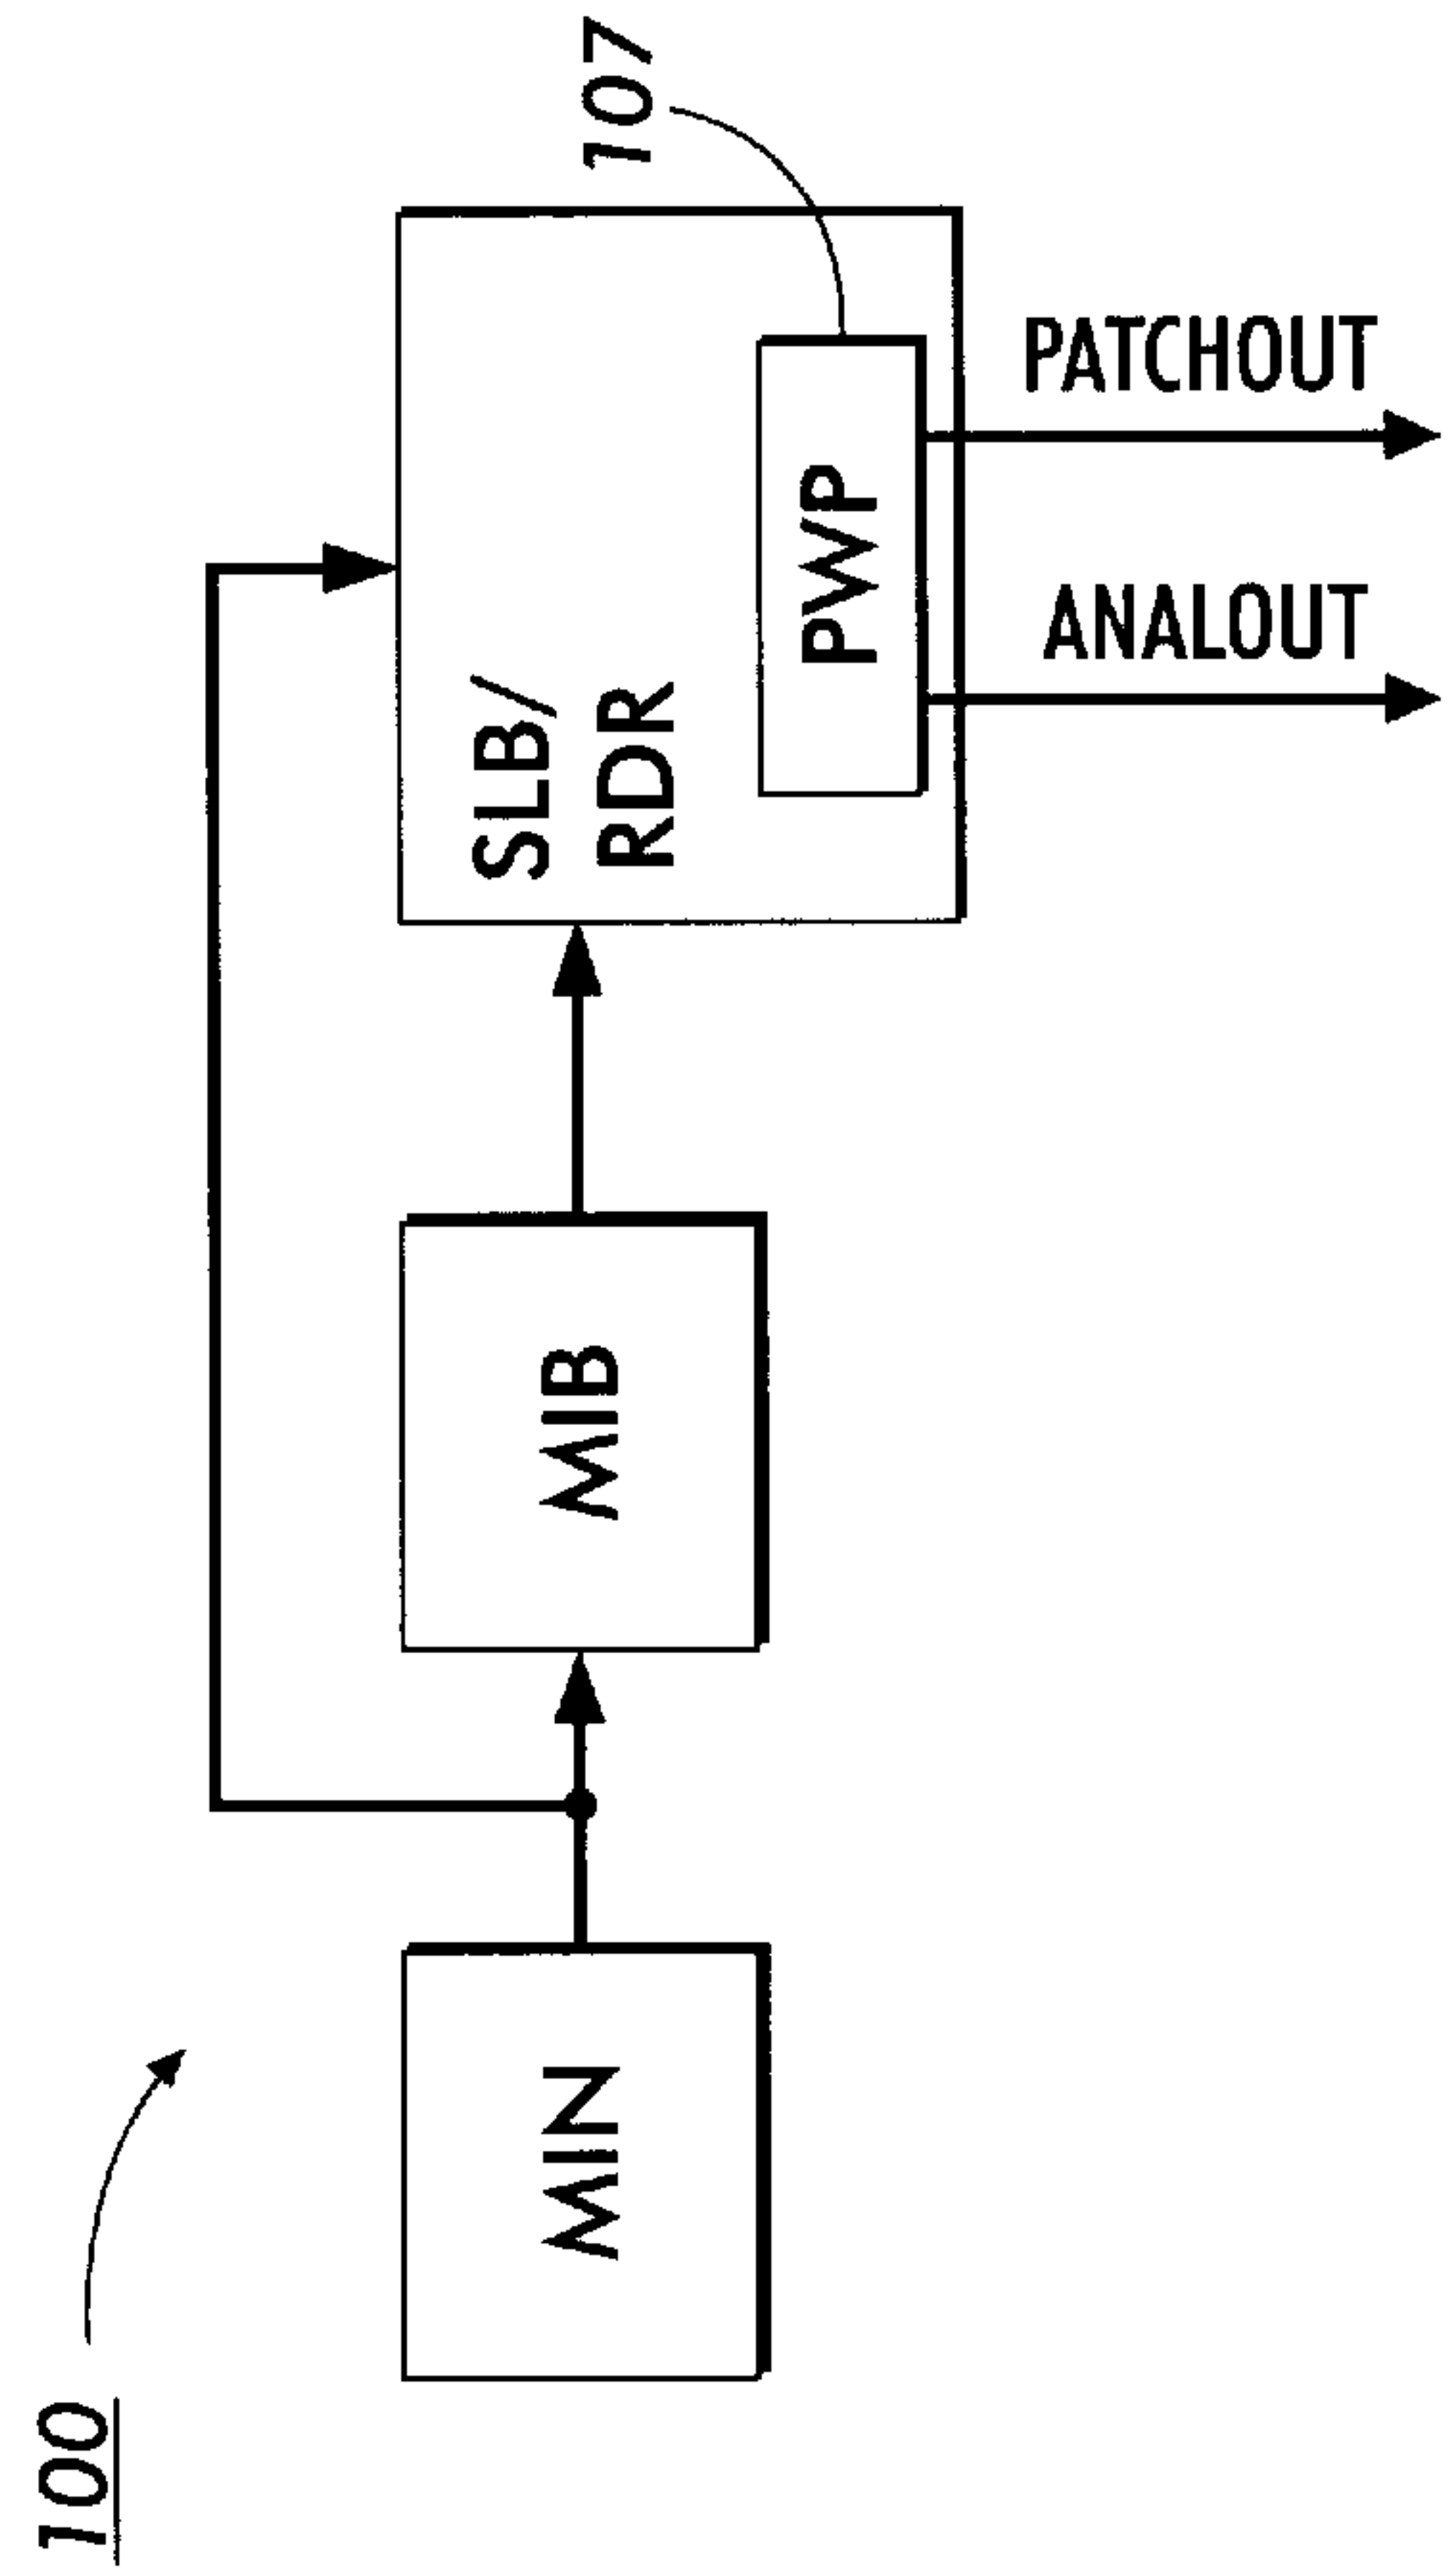 100
MIN
MIB
SLB/
RDR
PWP
107
ANALOUT
PATCHOUT